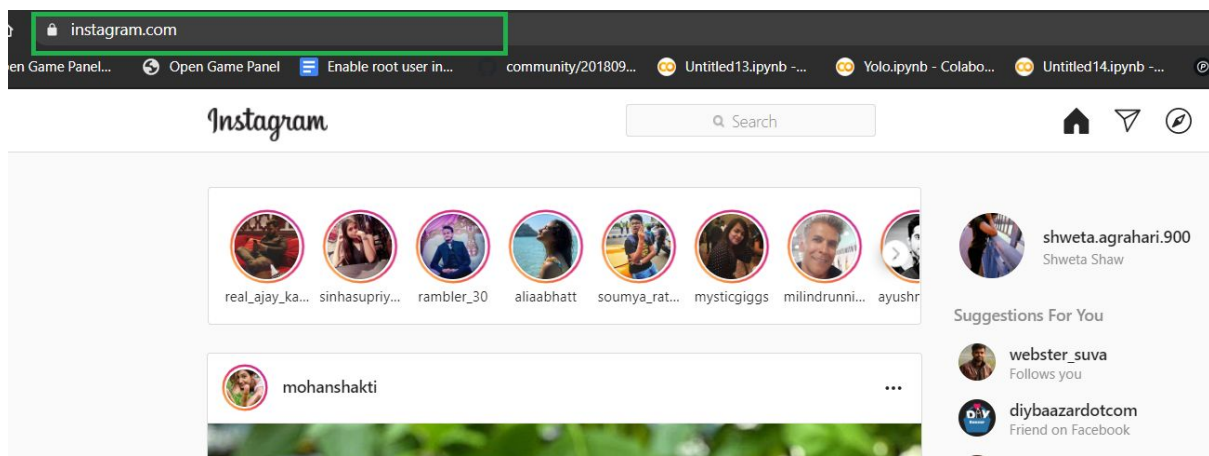 instagram.com
en Game Panel... Open Game Panel Enable root user in... community/201809... Untitled13.ipynb -... Yolo.ipynb - Colabo... Untitled14.ipynb -...
Instagram Search
real_ajay_ka... sinhasupriy... rambler_30 aliaabhatt soumya_rat... mysticgiggs milindrunni... ayushr
shweta.agrahari.900
Shweta Shaw
Suggestions For You
webster_suva
Follows you
diybaazardotcom
Friend on Facebook
mohanshakti